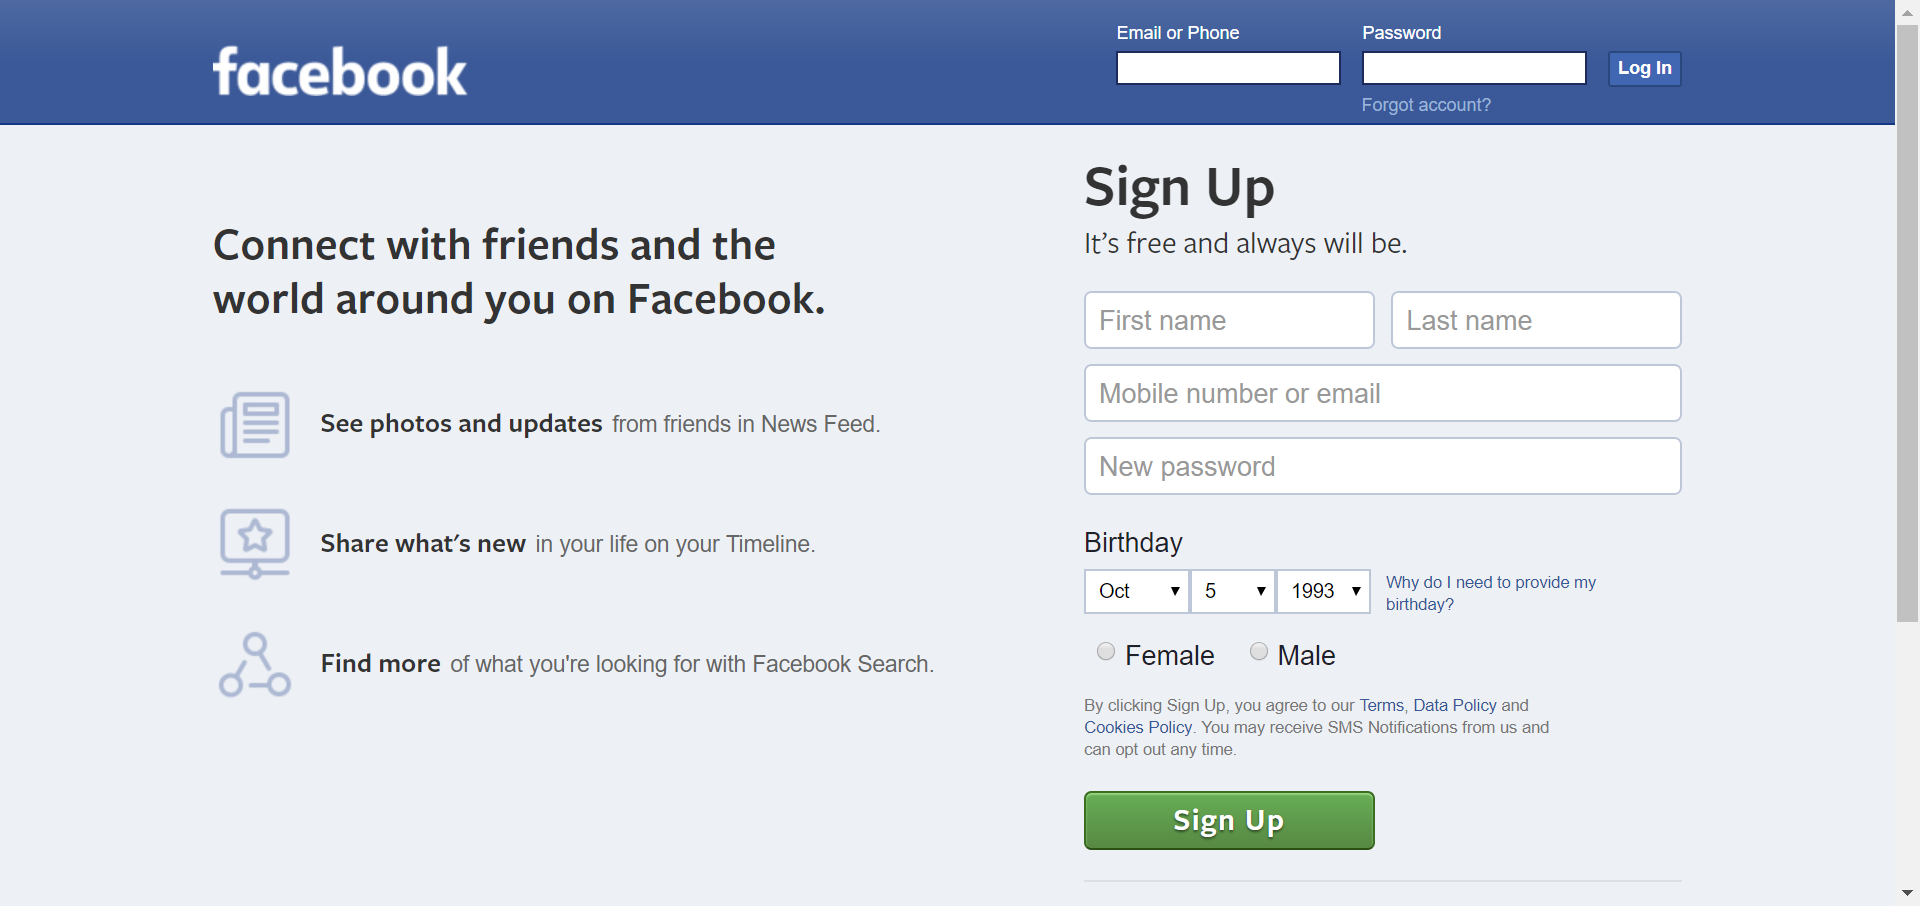 facebook
Email or Phone
Password
Log In
Forgot account?
Connect with friends and the
world around you on Facebook.
See photos and updates from friends in News Feed.
Share what's new in your life on your Timeline.
Find more of what you're looking for with Facebook Search.
Sign Up
It’s free and always will be.
First name
Last name
Mobile number or email
New password
Birthday
Oct
5
1993
Why do I need to provide my
birthday?
Female
Male
By clicking Sign Up, you agree to our Terms, Data Policy and
Cookies Policy. You may receive SMS Notifications from us and
can opt out any time.
Sign Up